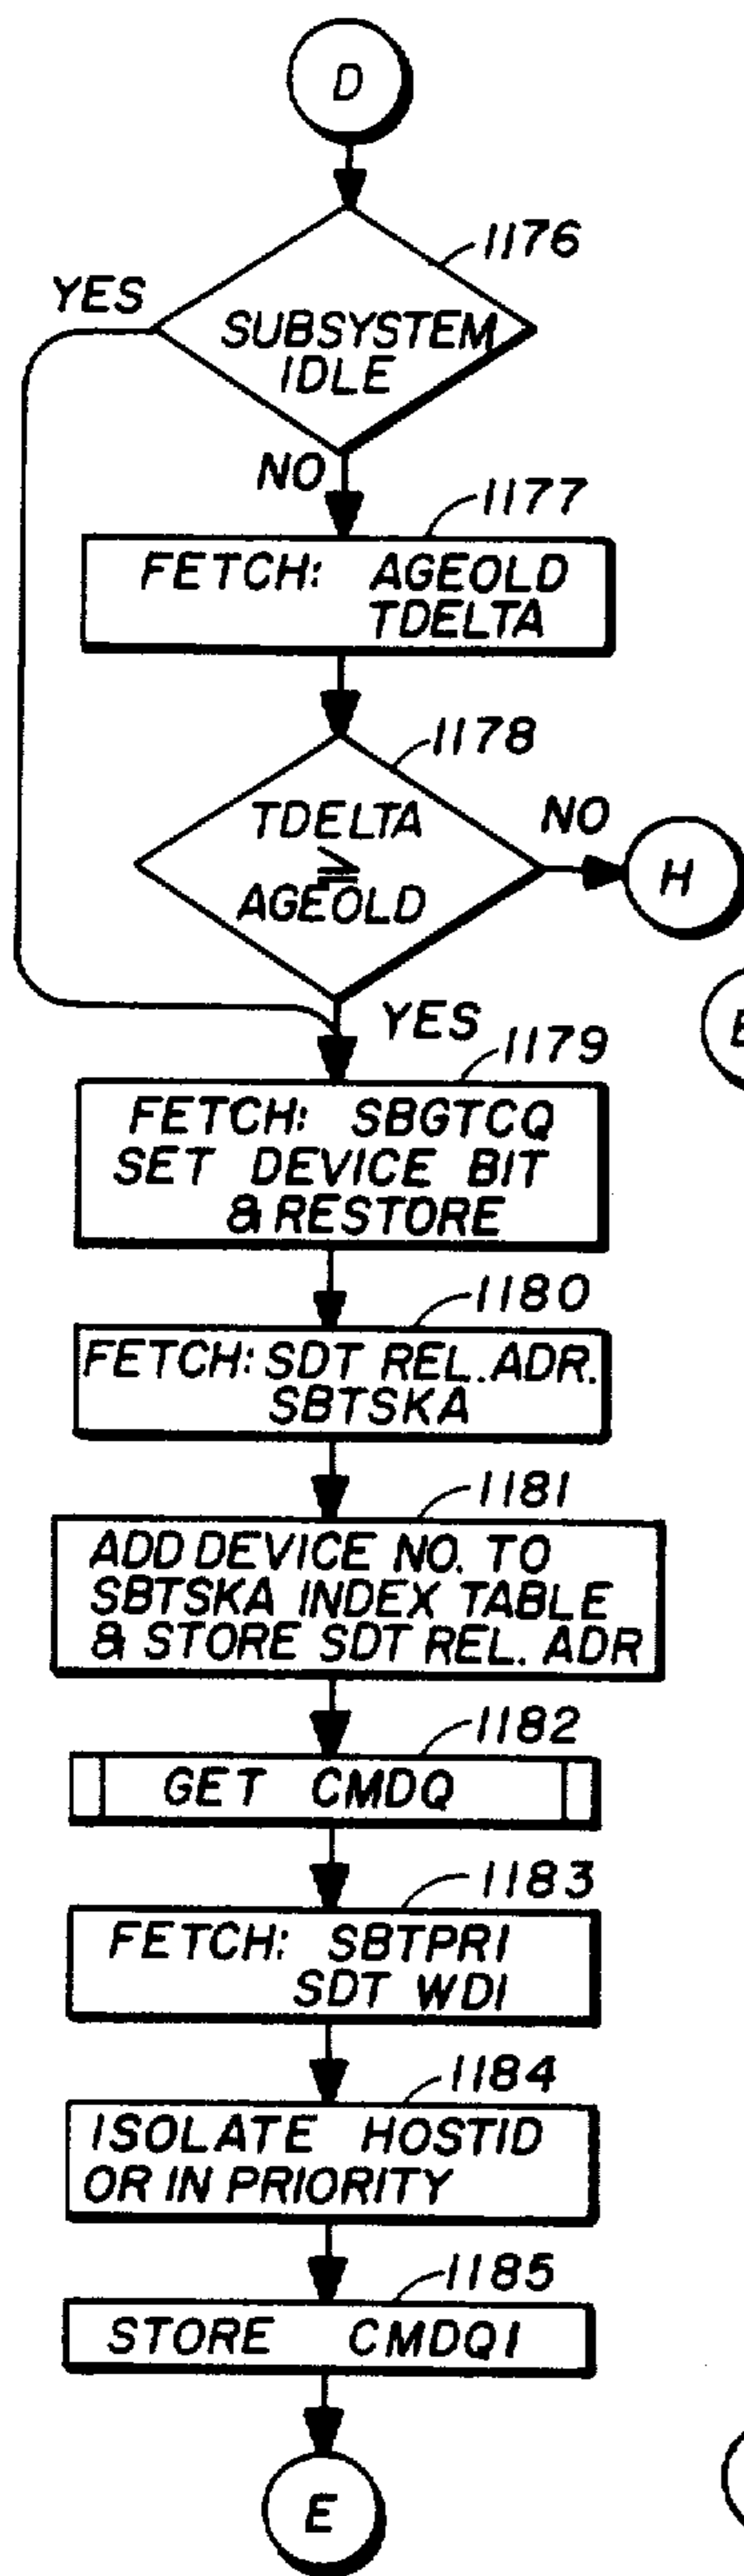 D
1176
YES
SUBSYSTEM
IDLE
NO
1177
FETCH: AGEOLD
TDELTA
1178
TDELTA
≥
AGEOLD
NO
H
YES
1179
FETCH: SBGTCQ
SET DEVICE BIT
& RESTORE
1180
FETCH: SDT REL. ADR.
SBTSKA
1181
ADD DEVICE NO. TO
SBTSKA INDEX TABLE
& STORE SDT REL. ADR
1182
GET CMDQ
1183
FETCH: SBTPRI
SDT WD1
1184
ISOLATE HOSTID
OR IN PRIORITY
1185
STORE CMDQ1
E